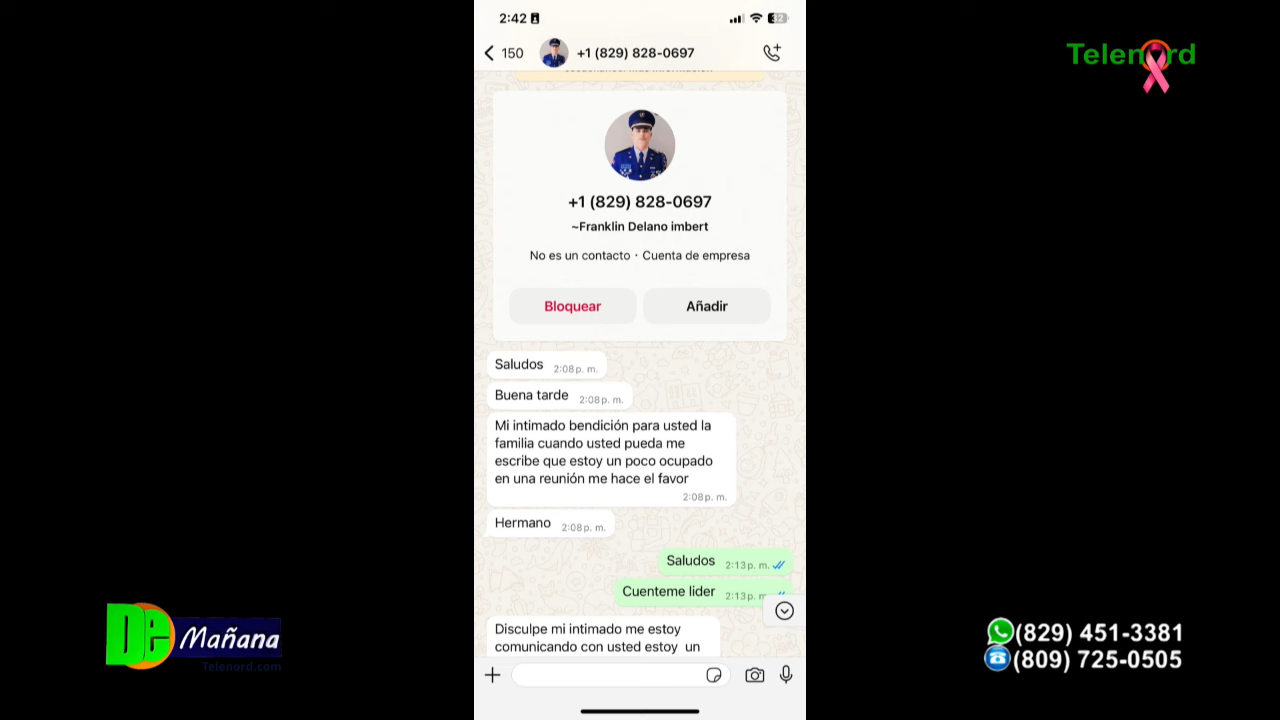 2:42
32
150
+1 (829) 828-0697
Telenord
+1 (829) 828-0697
~Franklin Delano imbert
No es un contacto · Cuenta de empresa
Bloquear
Añadir
Saludos 2:08 p. m.
Buena tarde 2:08 p. m.
Mi intimado bendición para usted la
familia cuando usted pueda me
escribe que estoy un poco ocupado
en una reunión me hace el favor
2:08 p. m.
Hermano 2:08 p. m.
Saludos 2:13 p. m.
Cuenteme lider 2:13 p. m
Disculpe mi intimado me estoy
comunicando con usted estoy un
De Mañana
Telenord.com
(829) 451-3381
(809) 725-0505